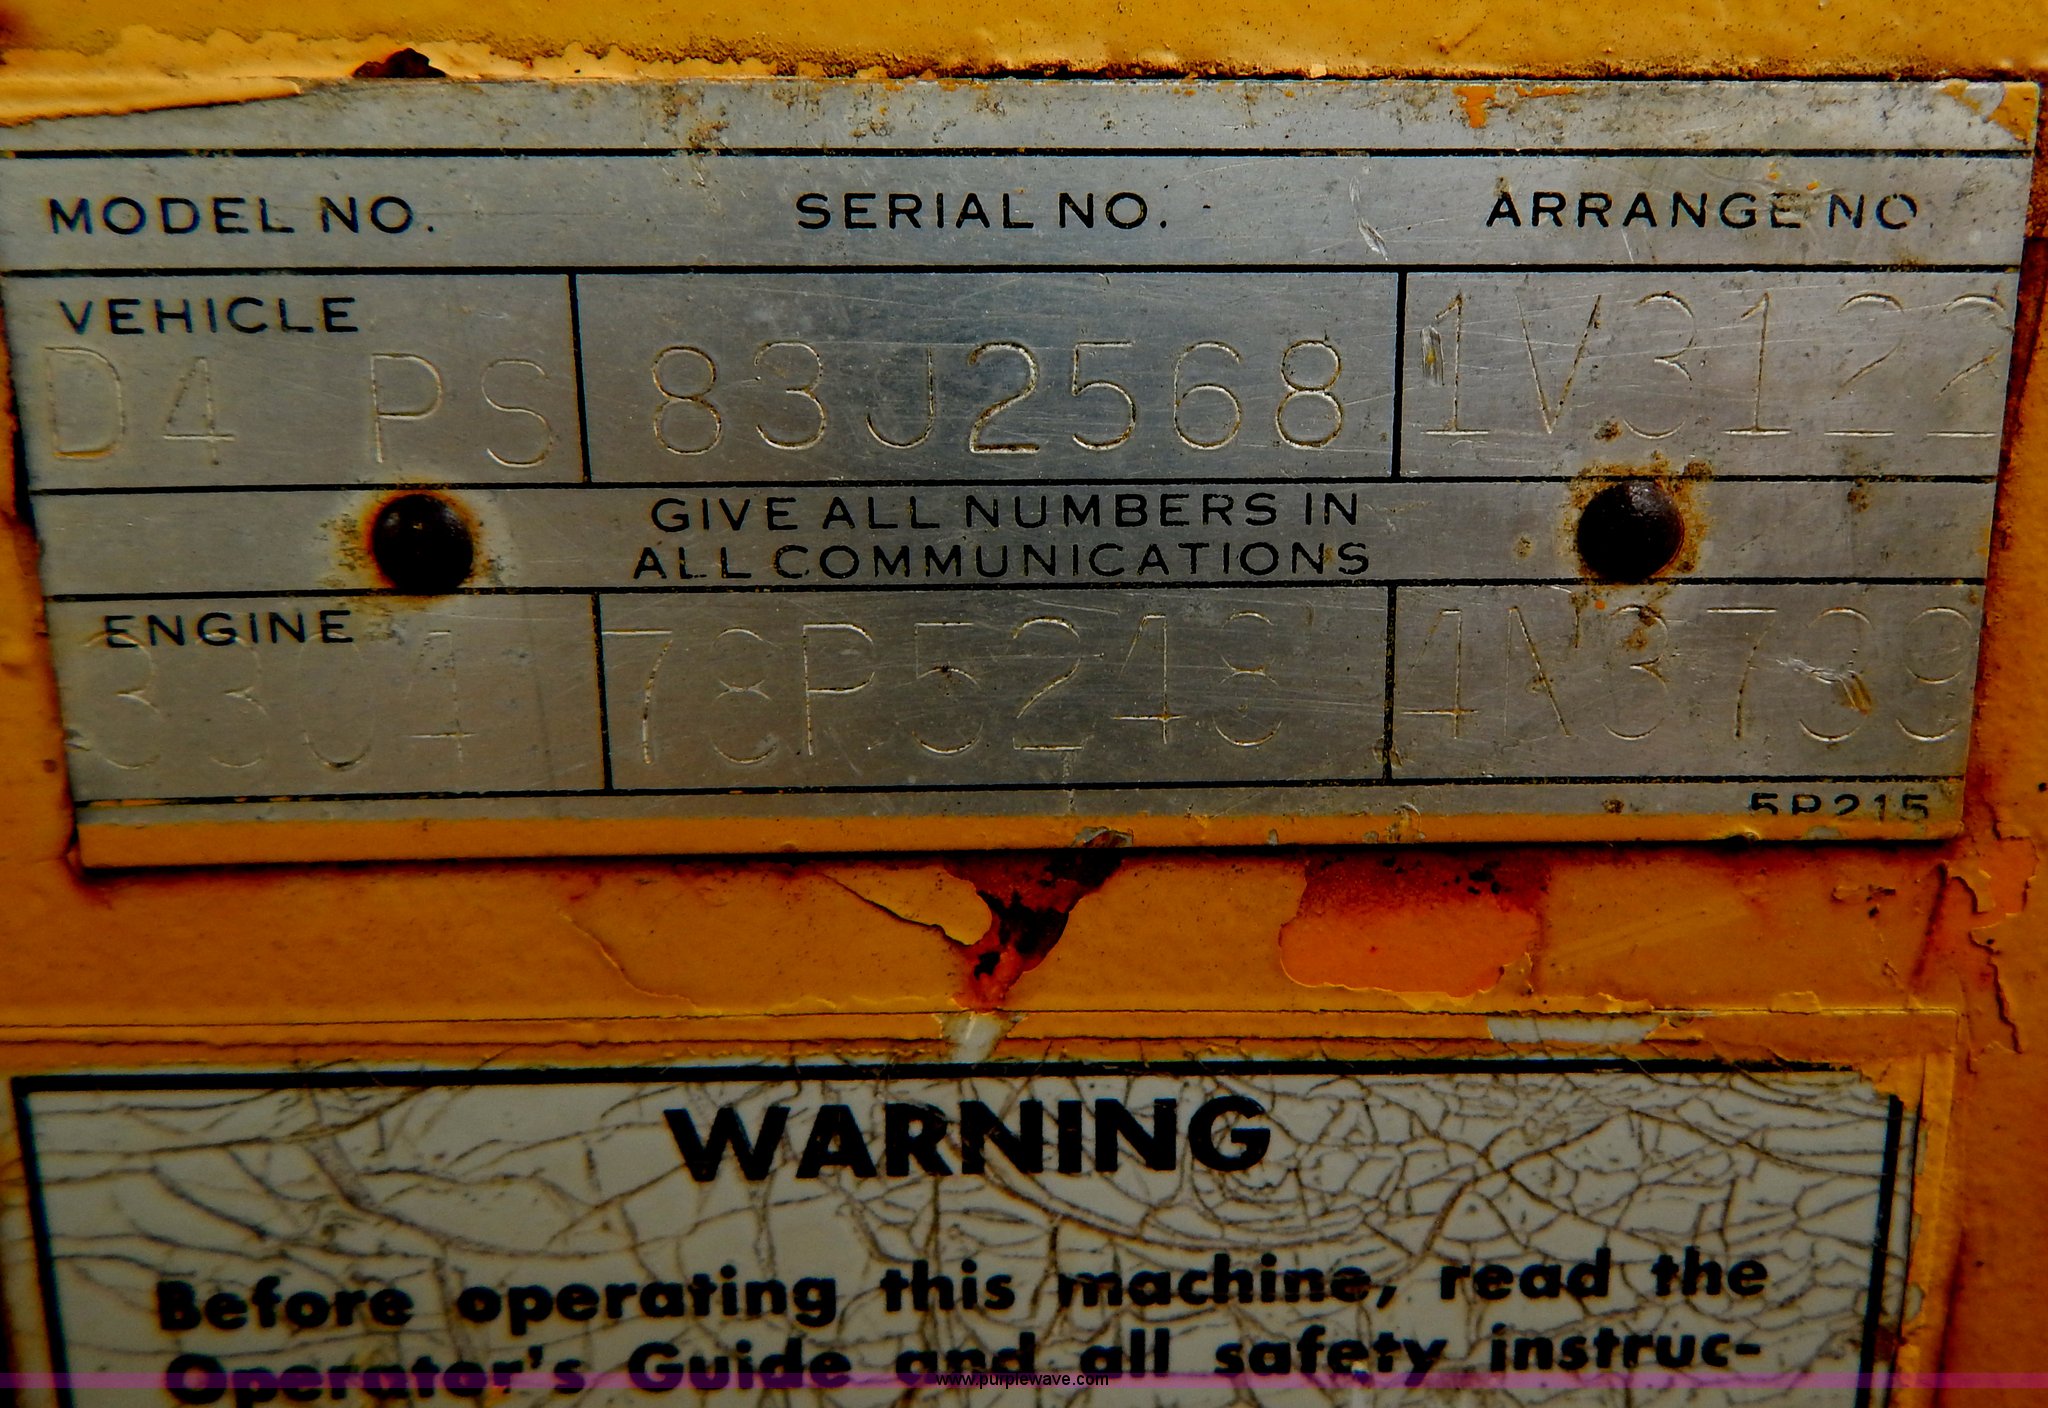 MODEL NO. SERIAL NO. ARRANGE NO.
VEHICLE
D4 PS 83J2568 1V3122
GIVE ALL NUMBERS IN
ALL COMMUNICATIONS
ENGINE
3304 78P5248 4N3739
5P215
WARNING
Before operating this machine, read the
Operator's Guide and all safety instruc-
www.purplewave.com